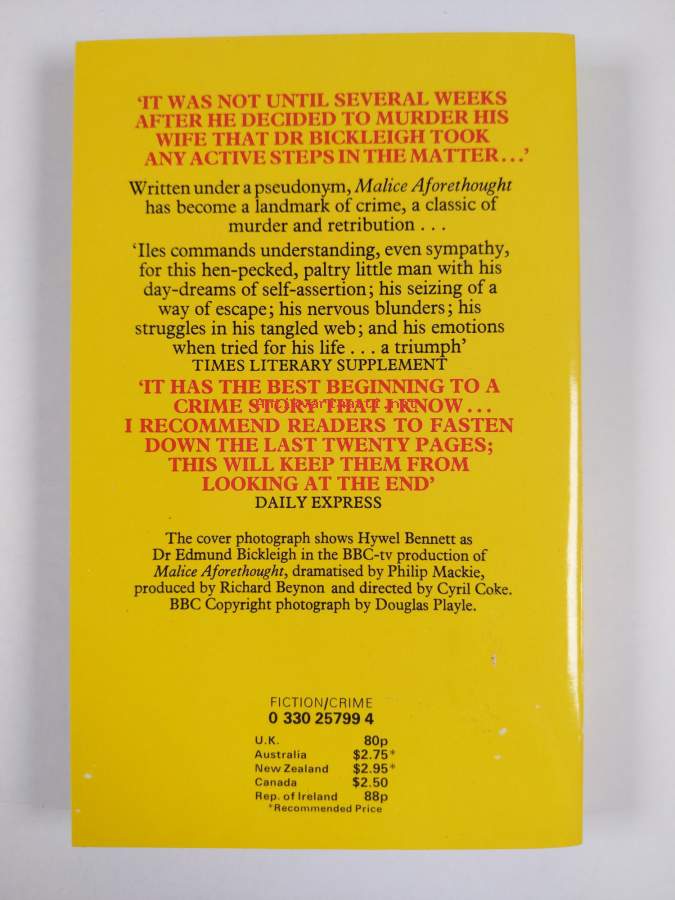 ‘IT WAS NOT UNTIL SEVERAL WEEKS
AFTER HE DECIDED TO MURDER HIS
WIFE THAT DR BICKLEIGH TOOK
ANY ACTIVE STEPS IN THE MATTER...’
Written under a pseudonym, Malice Aforethought
has become a landmark of crime, a classic of
murder and retribution . . .
‘Iles commands understanding, even sympathy,
for this hen-pecked, paltry little man with his
day-dreams of self-assertion; his seizing of a
way of escape; his nervous blunders; his
struggles in his tangled web; and his emotions
when tried for his life . . . a triumph’
TIMES LITERARY SUPPLEMENT
‘IT HAS THE BEST BEGINNING TO A
CRIME STORY THAT I KNOW...
I RECOMMEND READERS TO FASTEN
DOWN THE LAST TWENTY PAGES;
THIS WILL KEEP THEM FROM
LOOKING AT THE END’
DAILY EXPRESS
The cover photograph shows Hywel Bennett as
Dr Edmund Bickleigh in the BBC-tv production of
Malice Aforethought, dramatised by Philip Mackie,
produced by Richard Beynon and directed by Cyril Coke.
BBC Copyright photograph by Douglas Playle.
FICTION/CRIME
0 330 25799 4
U.K. 80p
Australia $2.75*
New Zealand $2.95*
Canada $2.50
Rep. of Ireland 88p
*Recommended Price